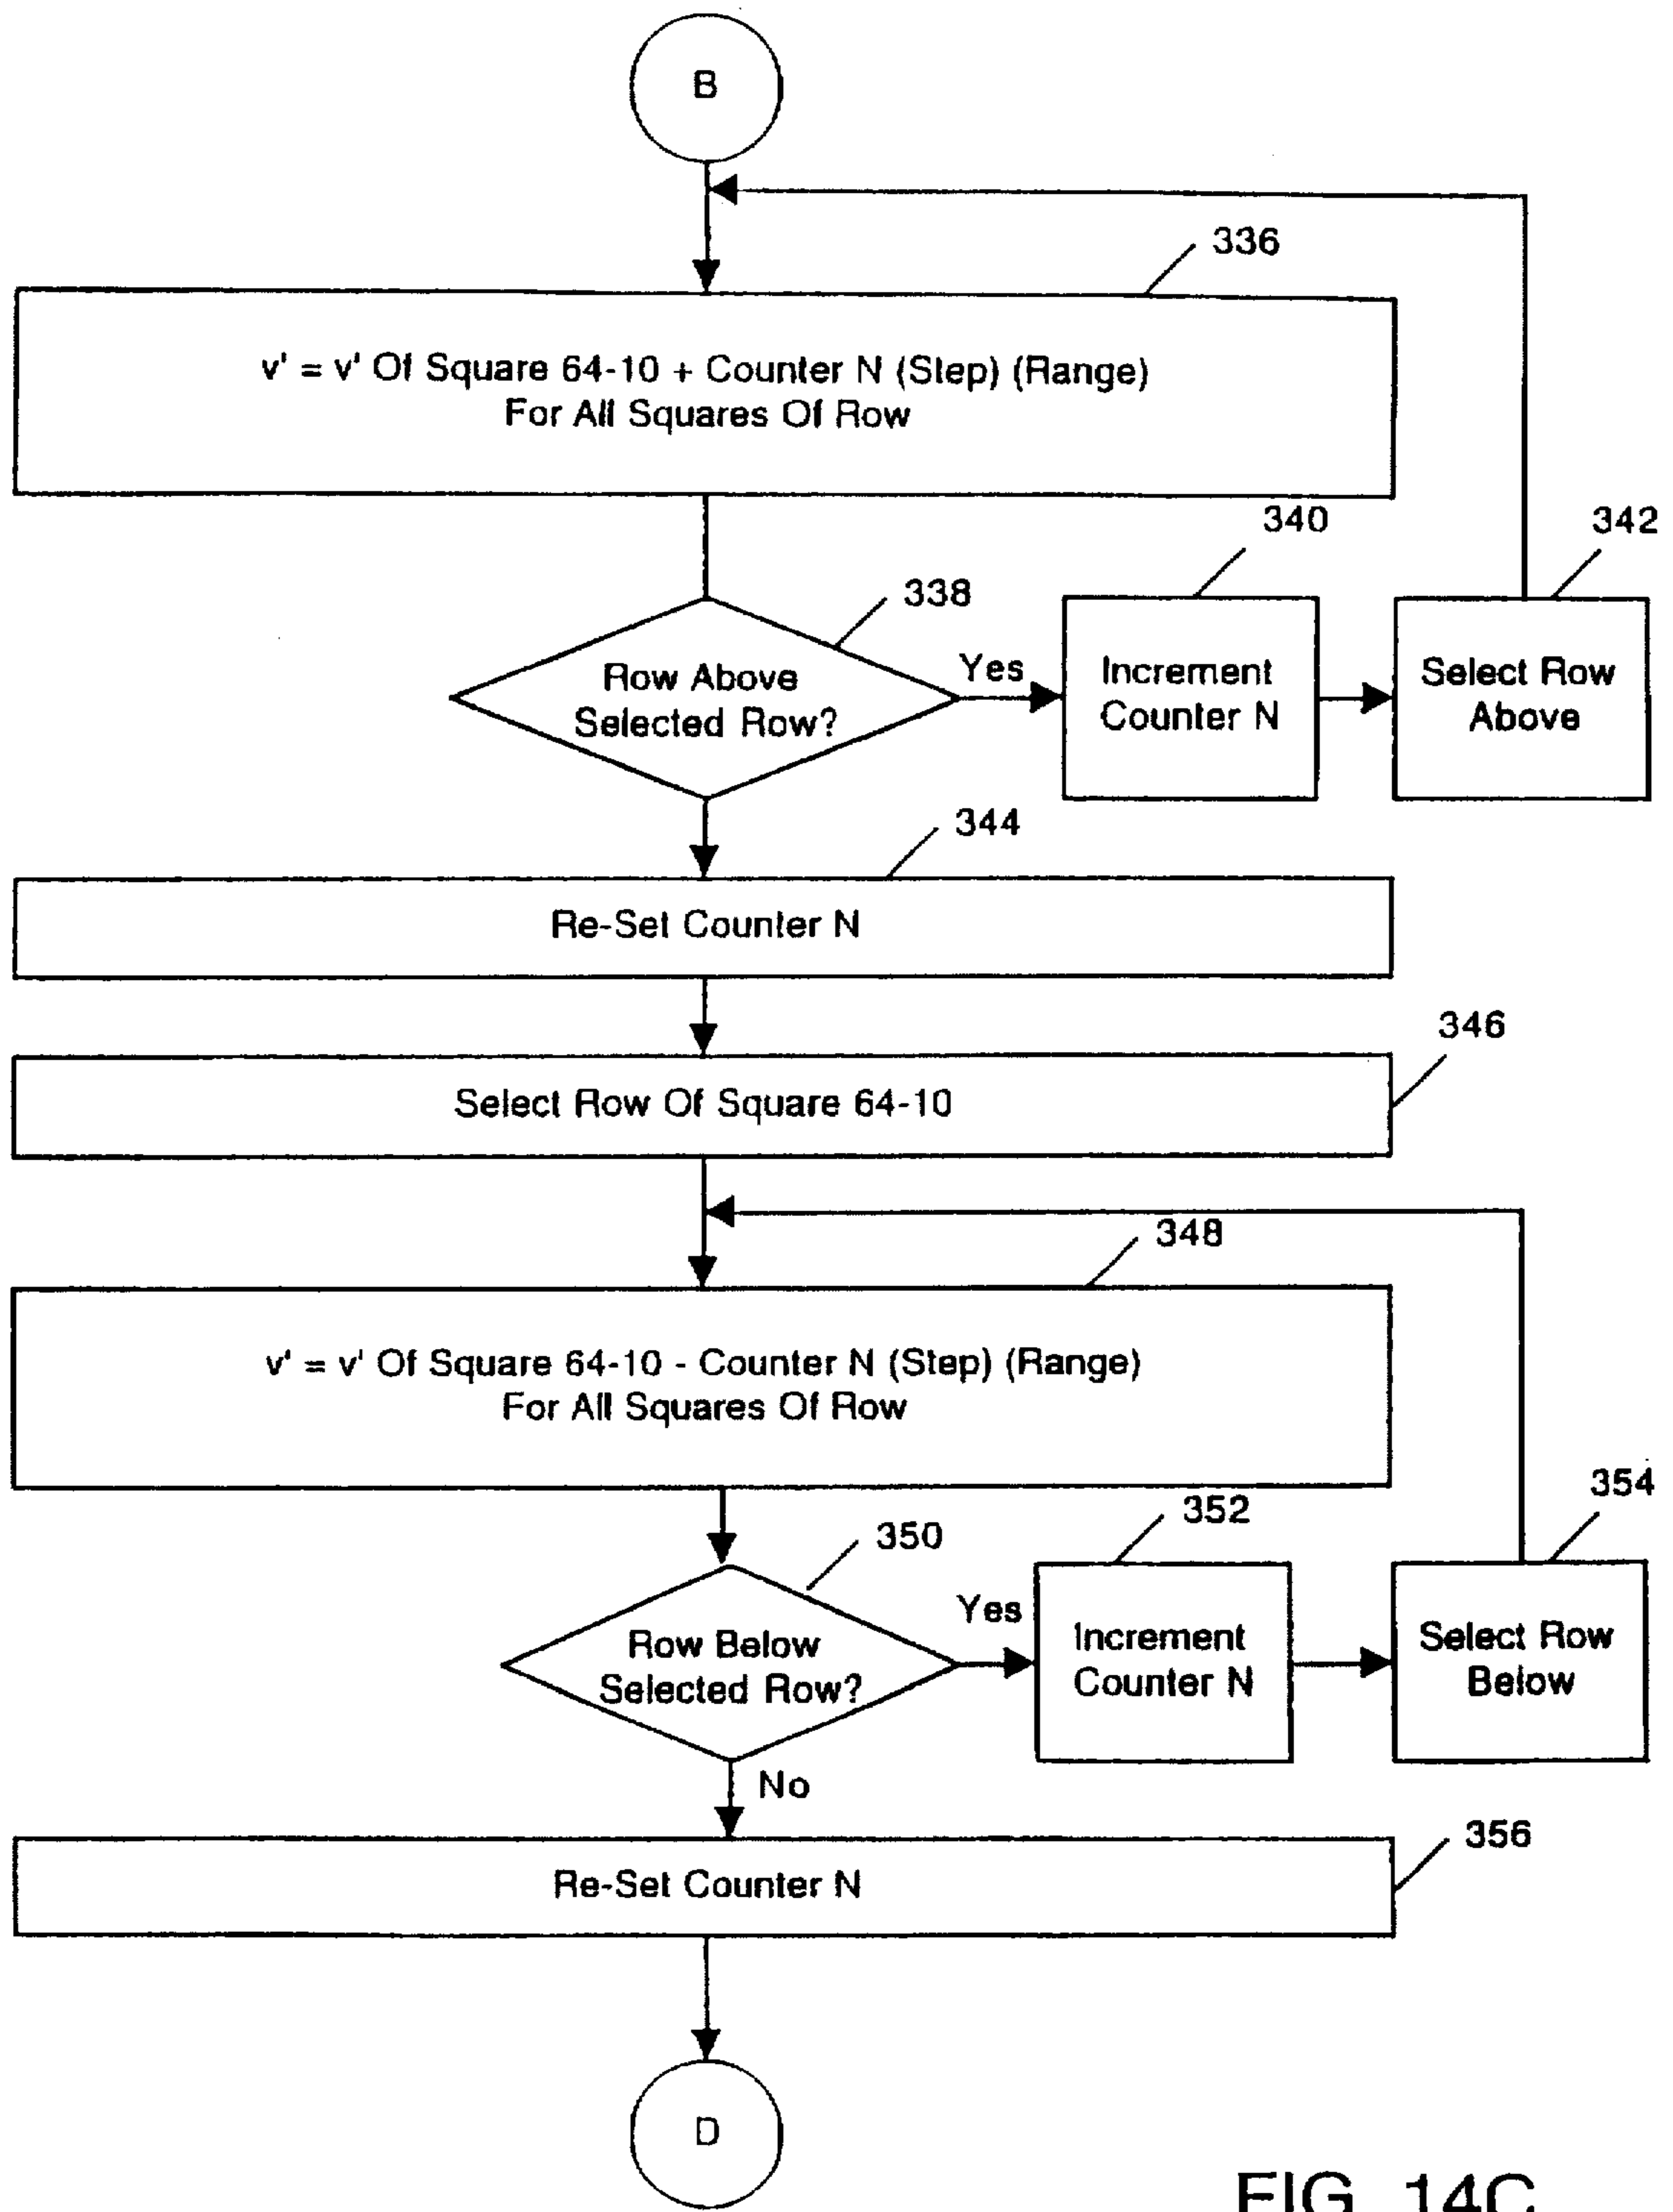 B
336
v' = v' Of Square 64-10 + Counter N (Step) (Range)
For All Squares Of Row
340
342
338
Row Above
Selected Row?
Yes
Increment
Counter N
Select Row
Above
344
Re-Set Counter N
346
Select Row Of Square 64-10
348
v' = v' Of Square 64-10 - Counter N (Step) (Range)
For All Squares Of Row
354
352
350
Row Below
Selected Row?
Yes
Increment
Counter N
Select Row
Below
No
356
Re-Set Counter N
D
FIG. 14C